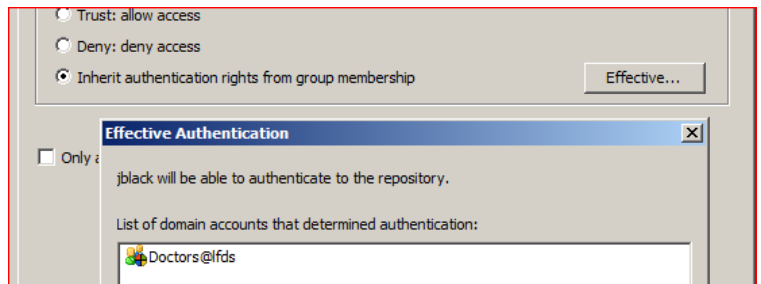 Trust: allow access
Deny: deny access
Inherit authentication rights from group membership
Effective...
Effective Authentication
Only
jblack will be able to authenticate to the repository.
List of domain accounts that determined authentication:
Doctors@lfds